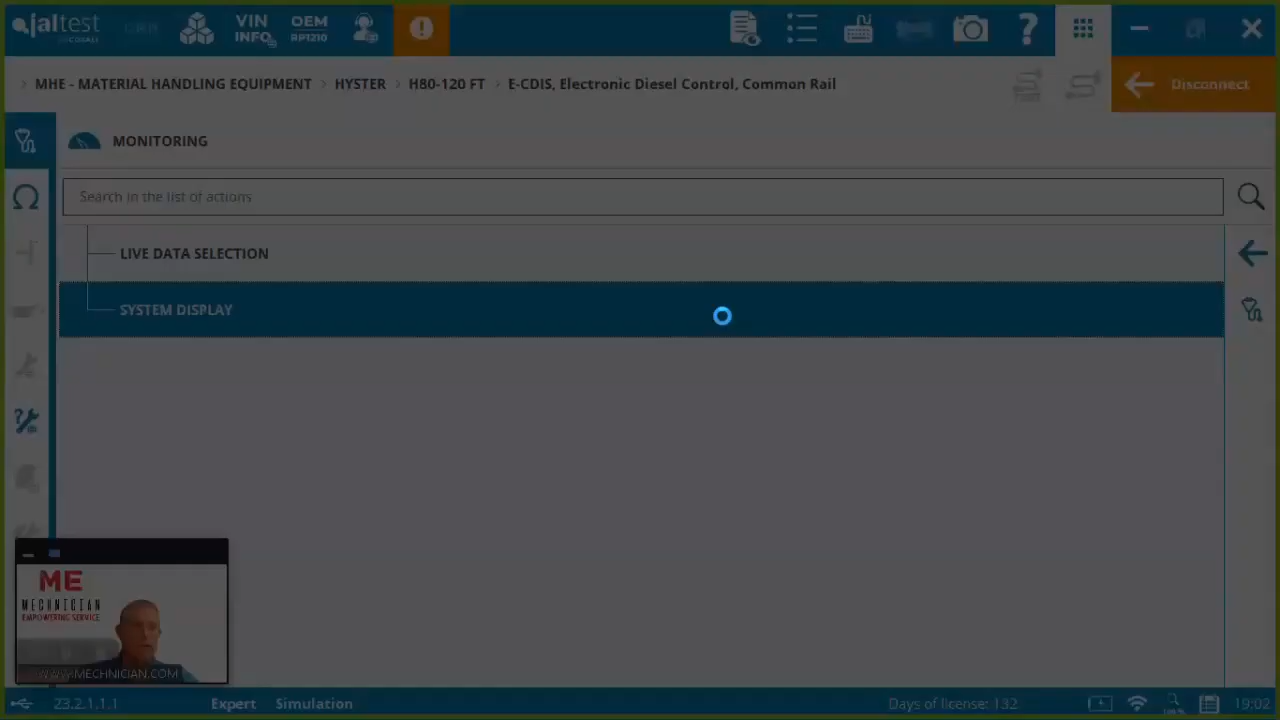 jaltest
VIN
INFO
OEM
RP1210
> MHE - MATERIAL HANDLING EQUIPMENT > HYSTER > H80-120 FT > E-CDIS, Electronic Diesel Control, Common Rail
Disconnect
MONITORING
Search in the list of actions
LIVE DATA SELECTION
SYSTEM DISPLAY
ME
MECHNICIAN
EMPOWERING SERVICE
WWW.MECHNICIAN.COM
23.2.1.1.1
Expert
Simulation
Days of license: 132
19:02